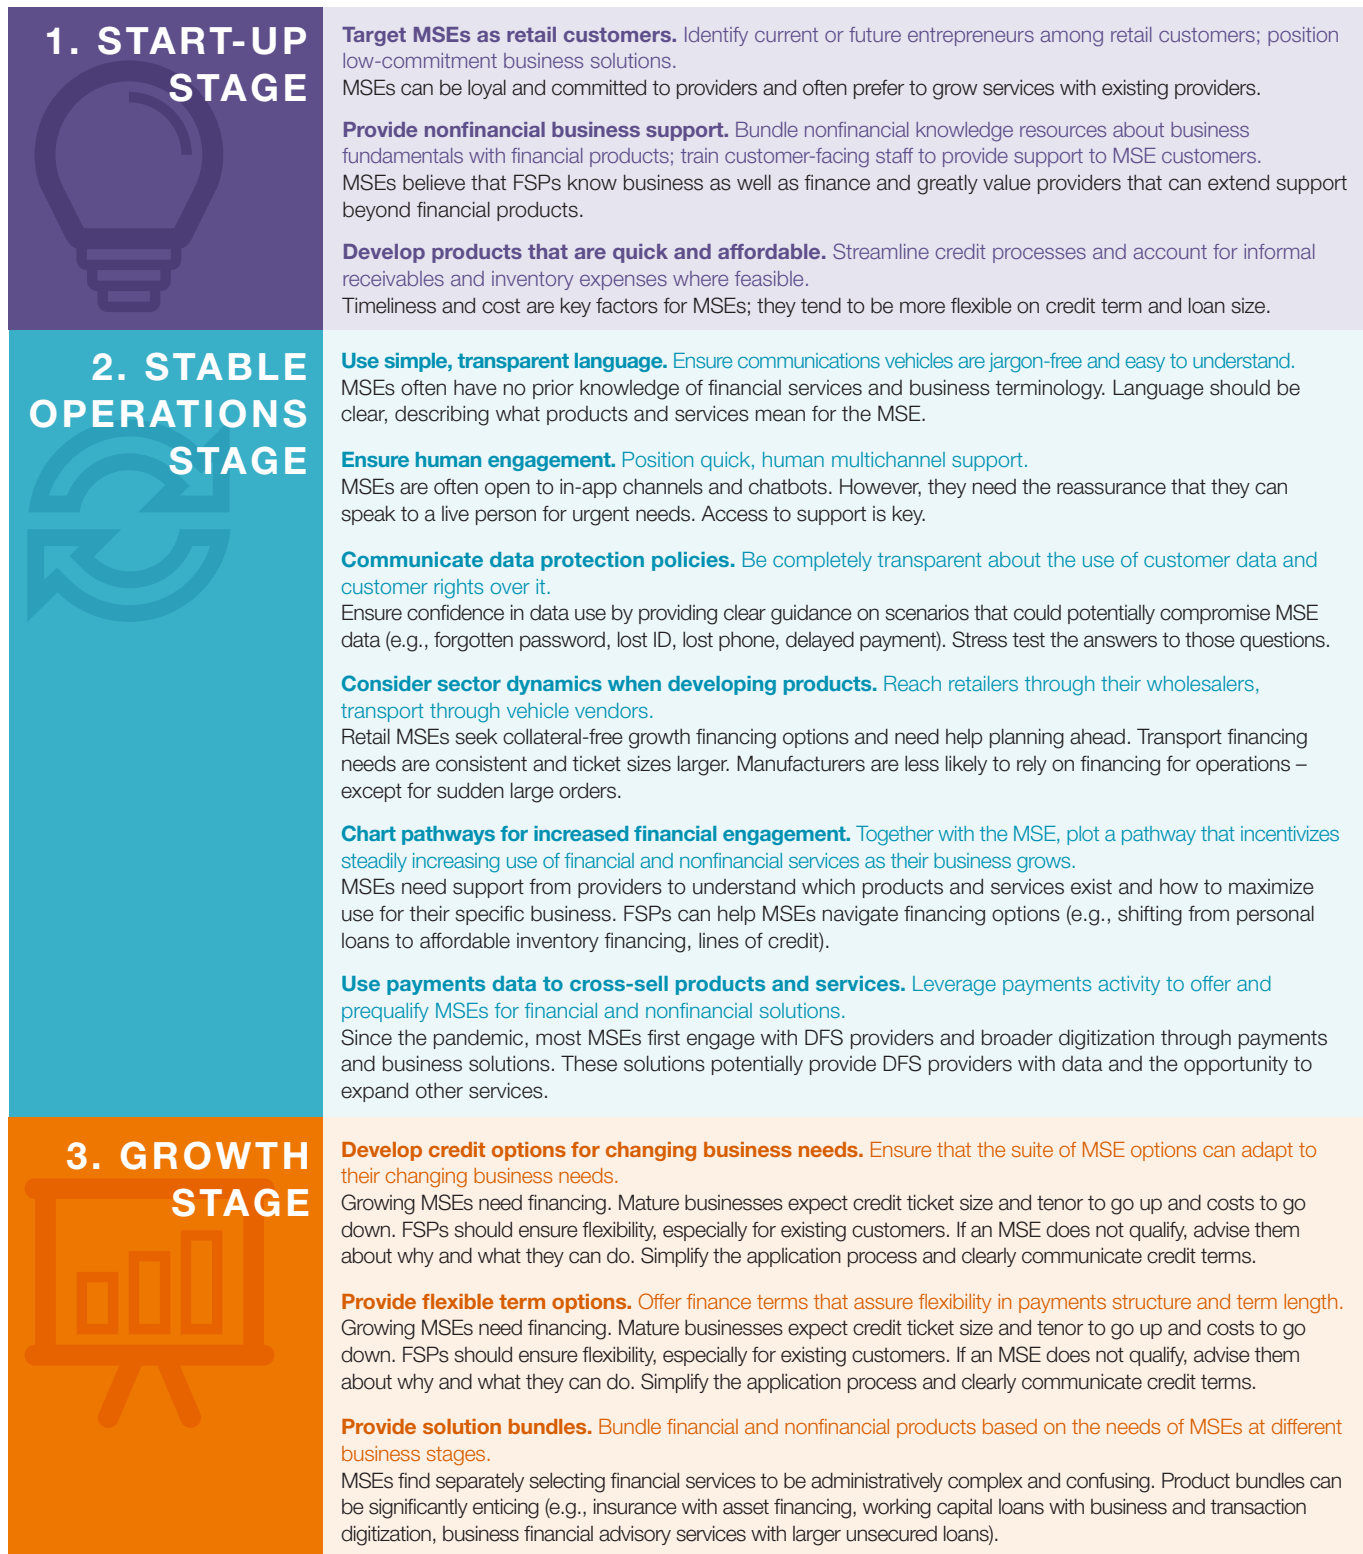 1. START-UP
STAGE
Target MSEs as retail customers. Identify current or future entrepreneurs among retail customers; position
low-commitment business solutions.
MSEs can be loyal and committed to providers and often prefer to grow services with existing providers.
Provide nonfinancial business support. Bundle nonfinancial knowledge resources about business
fundamentals with financial products; train customer-facing staff to provide support to MSE customers.
MSEs believe that FSPs know business as well as finance and greatly value providers that can extend support
beyond financial products.
Develop products that are quick and affordable. Streamline credit processes and account for informal
receivables and inventory expenses where feasible.
Timeliness and cost are key factors for MSEs; they tend to be more flexible on credit term and loan size.
2. STABLE
OPERATIONS
STAGE
Use simple, transparent language. Ensure communications vehicles are jargon-free and easy to understand.
MSEs often have no prior knowledge of financial services and business terminology. Language should be
clear, describing what products and services mean for the MSE.
Ensure human engagement. Position quick, human multichannel support.
MSEs are often open to in-app channels and chatbots. However, they need the reassurance that they can
speak to a live person for urgent needs. Access to support is key.
Communicate data protection policies. Be completely transparent about the use of customer data and
customer rights over it.
Ensure confidence in data use by providing clear guidance on scenarios that could potentially compromise MSE
data (e.g., forgotten password, lost ID, lost phone, delayed payment). Stress test the answers to those questions.
Consider sector dynamics when developing products. Reach retailers through their wholesalers,
transport through vehicle vendors.
Retail MSEs seek collateral-free growth financing options and need help planning ahead. Transport financing
needs are consistent and ticket sizes larger. Manufacturers are less likely to rely on financing for operations –
except for sudden large orders.
Chart pathways for increased financial engagement. Together with the MSE, plot a pathway that incentivizes
steadily increasing use of financial and nonfinancial services as their business grows.
MSEs need support from providers to understand which products and services exist and how to maximize
use for their specific business. FSPs can help MSEs navigate financing options (e.g., shifting from personal
loans to affordable inventory financing, lines of credit).
Use payments data to cross-sell products and services. Leverage payments activity to offer and
prequalify MSEs for financial and nonfinancial solutions.
Since the pandemic, most MSEs first engage with DFS providers and broader digitization through payments
and business solutions. These solutions potentially provide DFS providers with data and the opportunity to
expand other services.
3. GROWTH
STAGE
Develop credit options for changing business needs. Ensure that the suite of MSE options can adapt to
their changing business needs.
Growing MSEs need financing. Mature businesses expect credit ticket size and tenor to go up and costs to go
down. FSPs should ensure flexibility, especially for existing customers. If an MSE does not qualify, advise them
about why and what they can do. Simplify the application process and clearly communicate credit terms.
Provide flexible term options. Offer finance terms that assure flexibility in payments structure and term length.
Growing MSEs need financing. Mature businesses expect credit ticket size and tenor to go up and costs to go
down. FSPs should ensure flexibility, especially for existing customers. If an MSE does not qualify, advise them
about why and what they can do. Simplify the application process and clearly communicate credit terms.
Provide solution bundles. Bundle financial and nonfinancial products based on the needs of MSEs at different
business stages.
MSEs find separately selecting financial services to be administratively complex and confusing. Product bundles can
be significantly enticing (e.g., insurance with asset financing, working capital loans with business and transaction
digitization, business financial advisory services with larger unsecured loans).